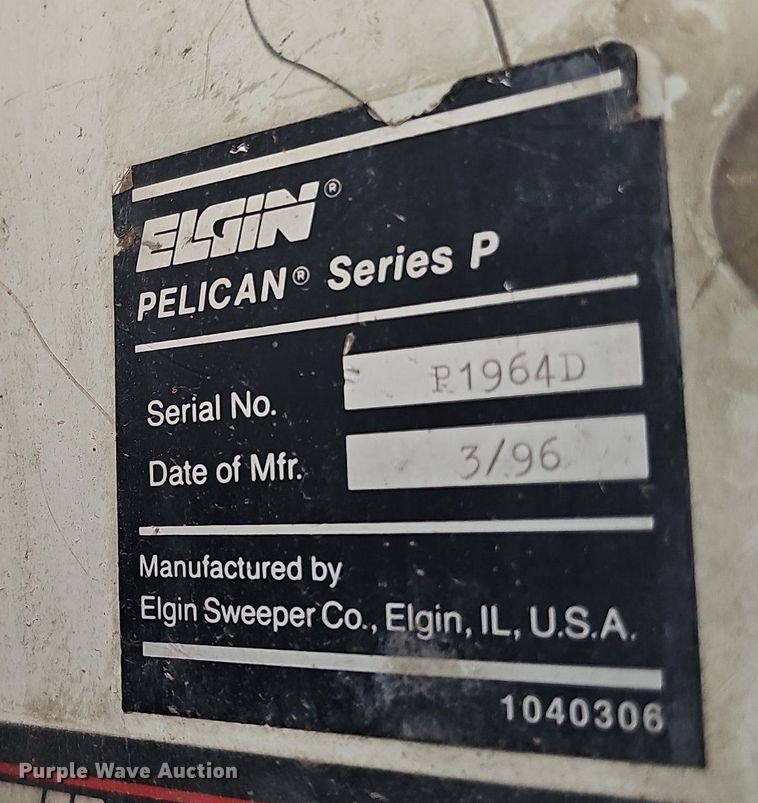 ELGIN®
PELICAN® Series P
Serial No. P1964D
Date of Mfr. 3/96
Manufactured by
Elgin Sweeper Co., Elgin, IL, U.S.A.
1040306
Purple Wave Auction